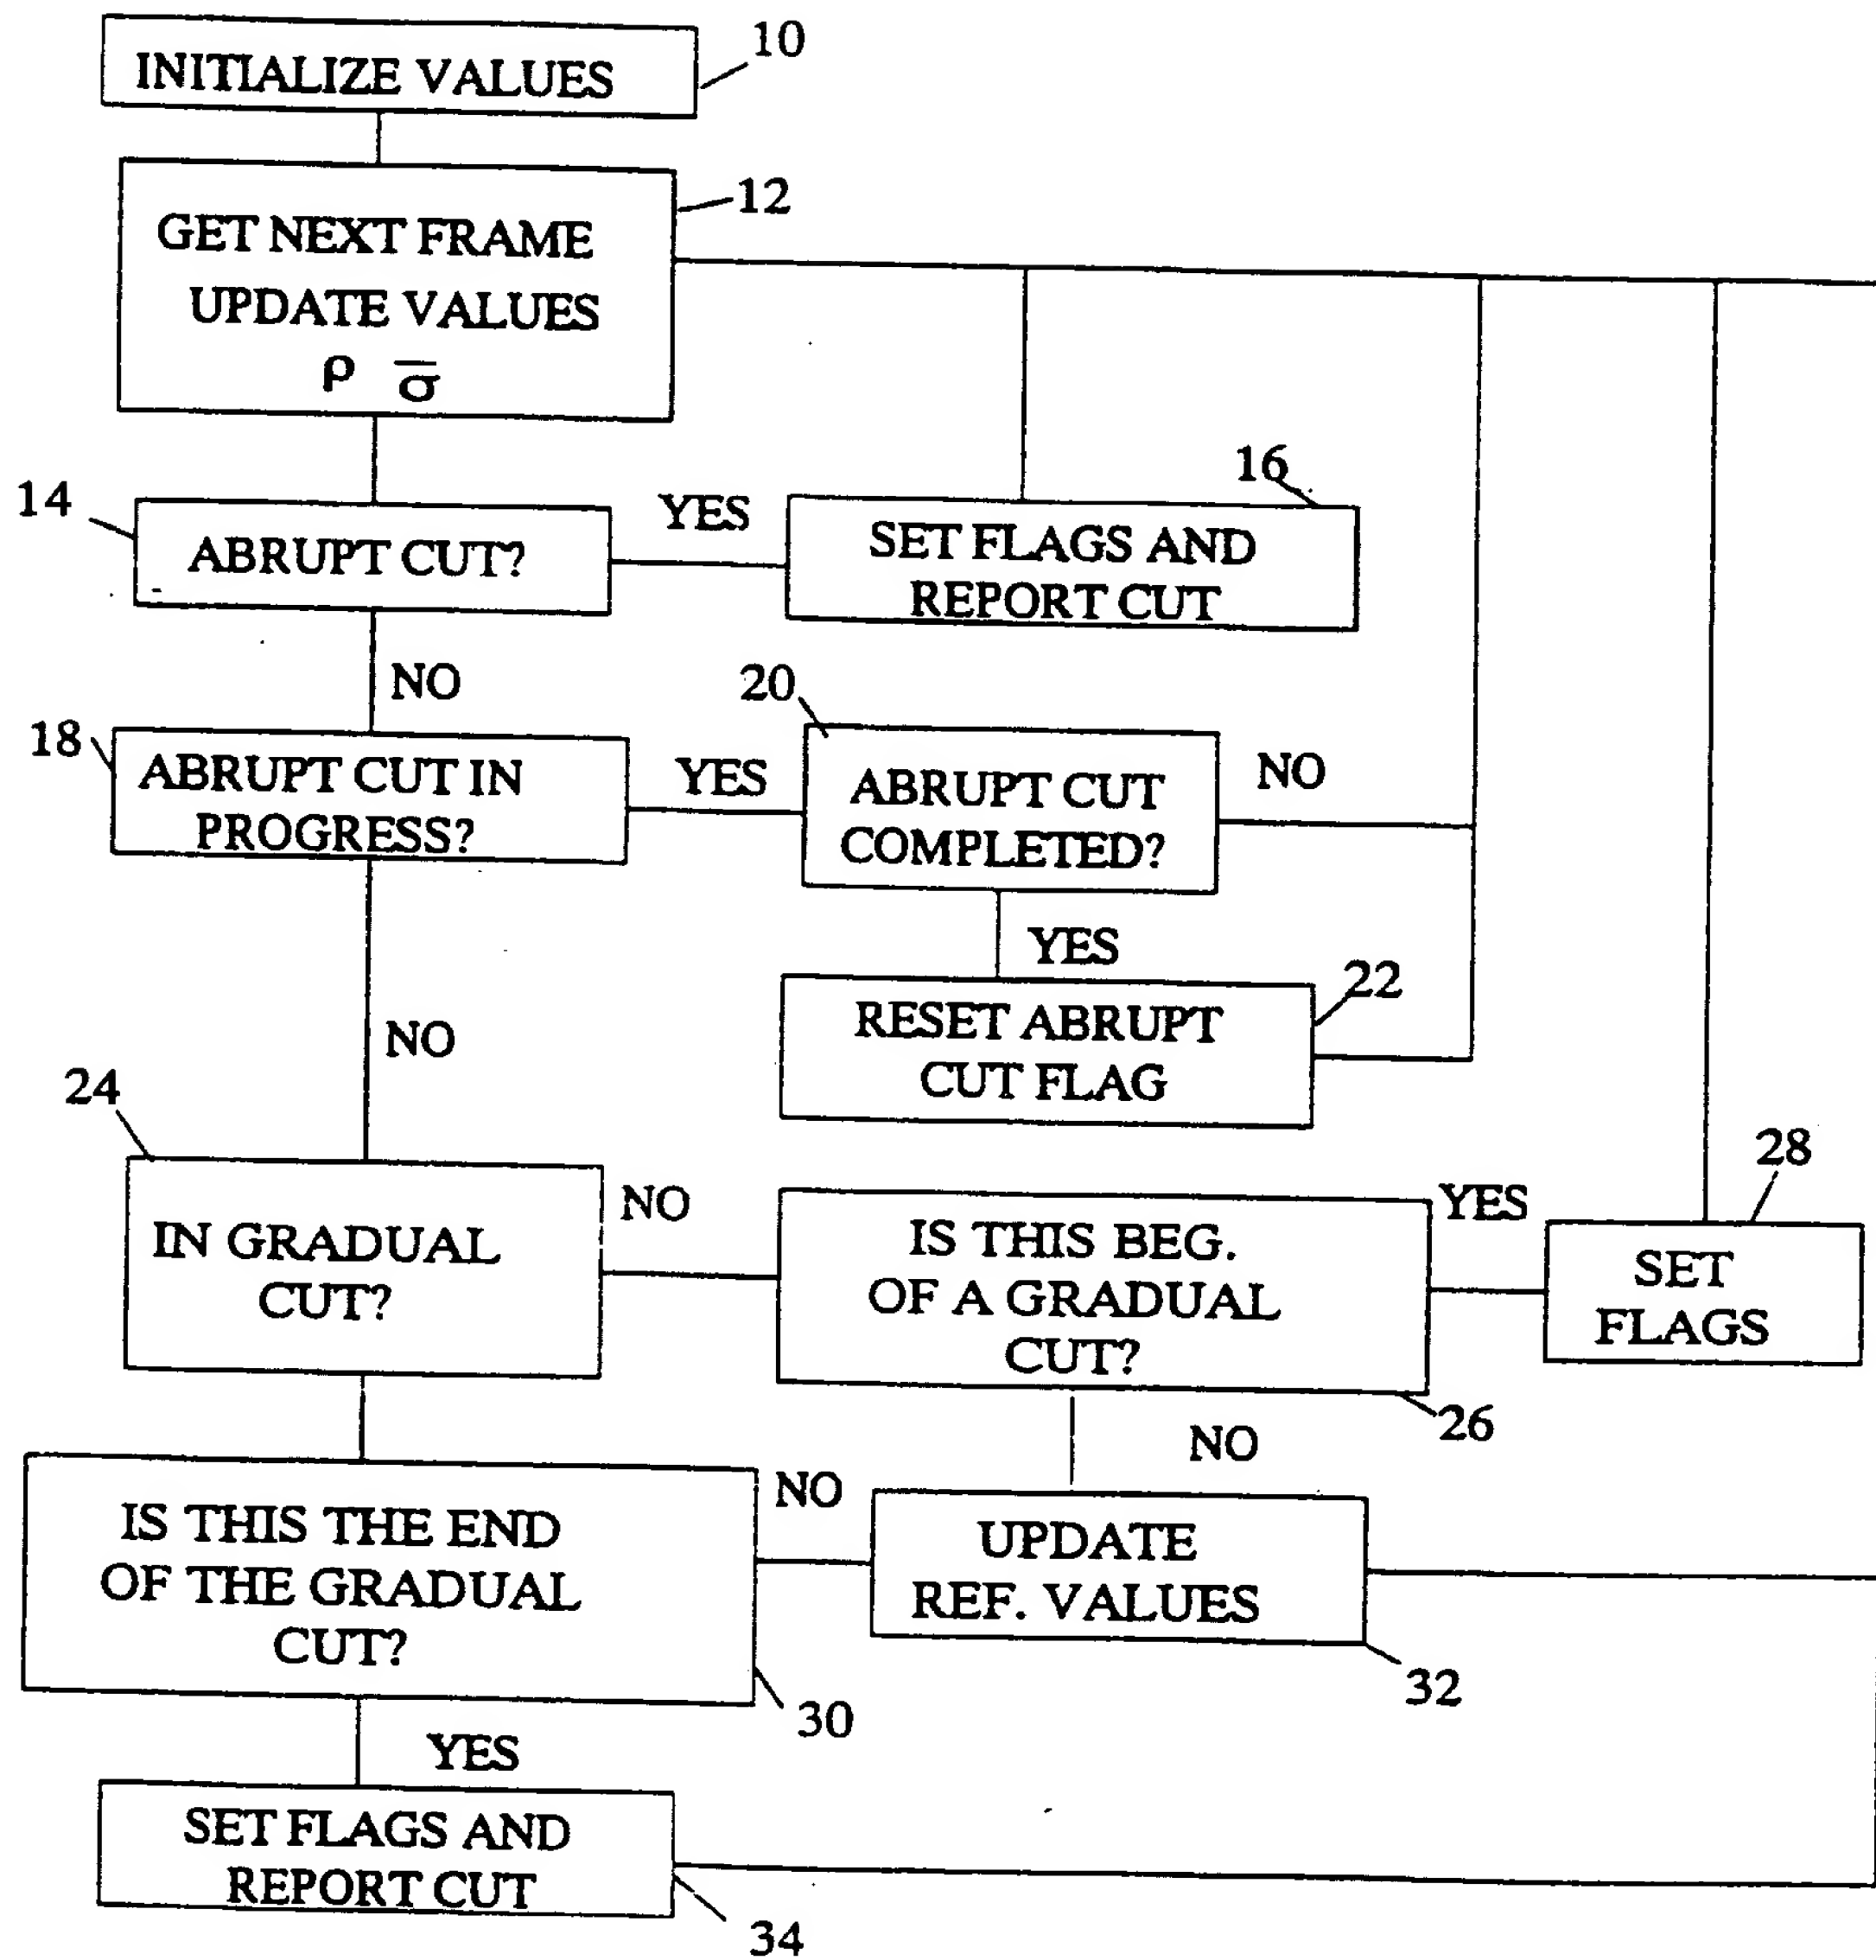 INITIALIZE VALUES
10
GET NEXT FRAME
UPDATE VALUES
ρ σ̅
12
14
ABRUPT CUT?
YES
16
SET FLAGS AND
REPORT CUT
NO
18
ABRUPT CUT IN
PROGRESS?
YES
20
ABRUPT CUT
COMPLETED?
NO
YES
22
RESET ABRUPT
CUT FLAG
NO
24
IN GRADUAL
CUT?
NO
IS THIS BEG.
OF A GRADUAL
CUT?
26
YES
28
SET
FLAGS
NO
IS THIS THE END
OF THE GRADUAL
CUT?
30
NO
UPDATE
REF. VALUES
32
YES
SET FLAGS AND
REPORT CUT
34